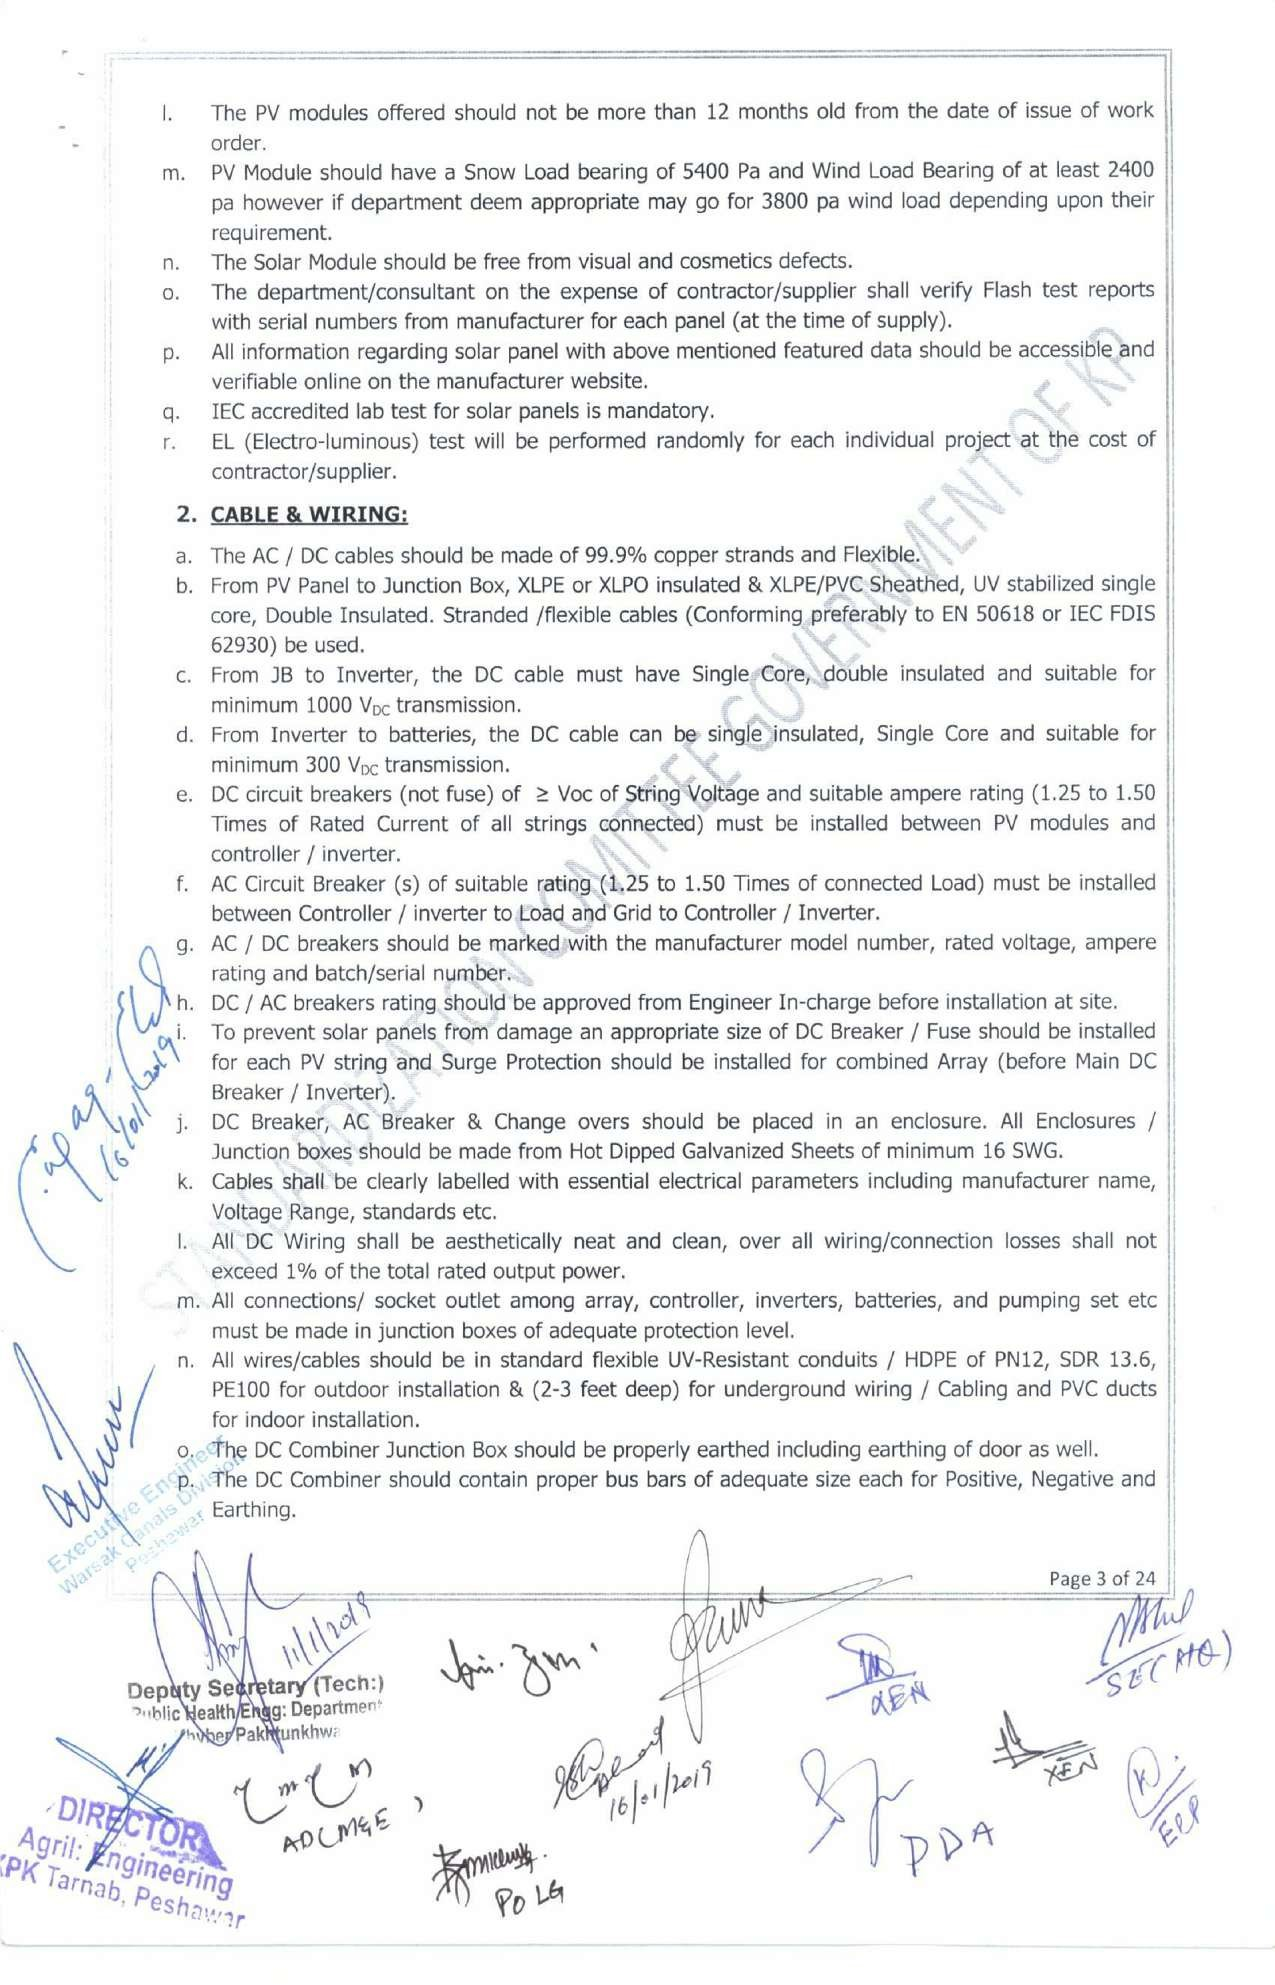 l. The PV modules offered should not be more than 12 months old from the date of issue of work
order.
m. PV Module should have a Snow Load bearing of 5400 Pa and Wind Load Bearing of at least 2400
pa however if department deem appropriate may go for 3800 pa wind load depending upon their
requirement.
n. The Solar Module should be free from visual and cosmetics defects.
o. The department/consultant on the expense of contractor/supplier shall verify Flash test reports
with serial numbers from manufacturer for each panel (at the time of supply).
p. All information regarding solar panel with above mentioned featured data should be accessible and
verifiable online on the manufacturer website.
q. IEC accredited lab test for solar panels is mandatory.
r. EL (Electro-luminous) test will be performed randomly for each individual project at the cost of
contractor/supplier.
2. CABLE & WIRING:
a. The AC / DC cables should be made of 99.9% copper strands and Flexible.
b. From PV Panel to Junction Box, XLPE or XLPO insulated & XLPE/PVC Sheathed, UV stabilized single
core, Double Insulated. Stranded /flexible cables (Conforming preferably to EN 50618 or IEC FDIS
62930) be used.
c. From JB to Inverter, the DC cable must have Single Core, double insulated and suitable for
minimum 1000 VDC transmission.
d. From Inverter to batteries, the DC cable can be single insulated, Single Core and suitable for
minimum 300 VDC transmission.
e. DC circuit breakers (not fuse) of ≥ Voc of String Voltage and suitable ampere rating (1.25 to 1.50
Times of Rated Current of all strings connected) must be installed between PV modules and
controller / inverter.
f. AC Circuit Breaker (s) of suitable rating (1.25 to 1.50 Times of connected Load) must be installed
between Controller / inverter to Load and Grid to Controller / Inverter.
g. AC / DC breakers should be marked with the manufacturer model number, rated voltage, ampere
rating and batch/serial number.
h. DC / AC breakers rating should be approved from Engineer In-charge before installation at site.
i. To prevent solar panels from damage an appropriate size of DC Breaker / Fuse should be installed
for each PV string and Surge Protection should be installed for combined Array (before Main DC
Breaker / Inverter).
j. DC Breaker, AC Breaker & Change overs should be placed in an enclosure. All Enclosures /
Junction boxes should be made from Hot Dipped Galvanized Sheets of minimum 16 SWG.
k. Cables shall be clearly labelled with essential electrical parameters including manufacturer name,
Voltage Range, standards etc.
l. All DC Wiring shall be aesthetically neat and clean, over all wiring/connection losses shall not
exceed 1% of the total rated output power.
m. All connections/ socket outlet among array, controller, inverters, batteries, and pumping set etc
must be made in junction boxes of adequate protection level.
n. All wires/cables should be in standard flexible UV-Resistant conduits / HDPE of PN12, SDR 13.6,
PE100 for outdoor installation & (2-3 feet deep) for underground wiring / Cabling and PVC ducts
for indoor installation.
o. The DC Combiner Junction Box should be properly earthed including earthing of door as well.
p. The DC Combiner should contain proper bus bars of adequate size each for Positive, Negative and
Earthing.
Page 3 of 24
STANDARDIZATION COMMITTEE GOVERNMENT OF KP
16/01/2019
Executive Engineer
Warsak Canals Division
Peshawar
11/1/2019
Deputy Secretary (Tech:)
Public Health Engg: Department
Khyber Pakhtunkhwa
XEN
SE (HQ)
16/01/2019
XEN
DIRECTOR
Agril: Engineering
KPK Tarnab, Peshawar
PDA
PO LG